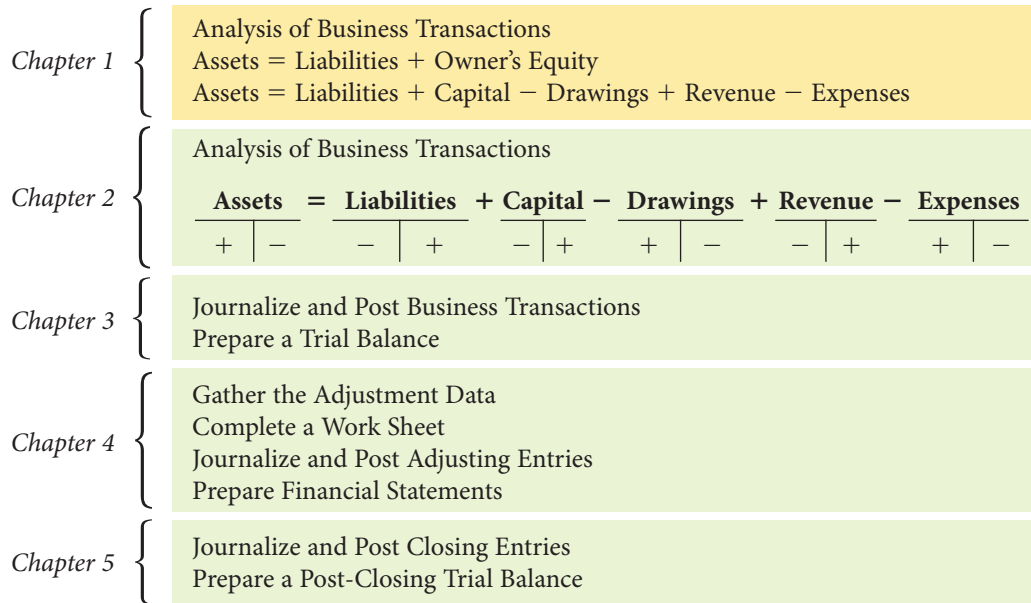 Chapter 1
Analysis of Business Transactions
Assets = Liabilities + Owner's Equity
Assets = Liabilities + Capital − Drawings + Revenue − Expenses
Chapter 2
Analysis of Business Transactions
Assets = Liabilities + Capital − Drawings + Revenue − Expenses
+ − − + − + + − − + + −
Chapter 3
Journalize and Post Business Transactions
Prepare a Trial Balance
Chapter 4
Gather the Adjustment Data
Complete a Work Sheet
Journalize and Post Adjusting Entries
Prepare Financial Statements
Chapter 5
Journalize and Post Closing Entries
Prepare a Post-Closing Trial Balance